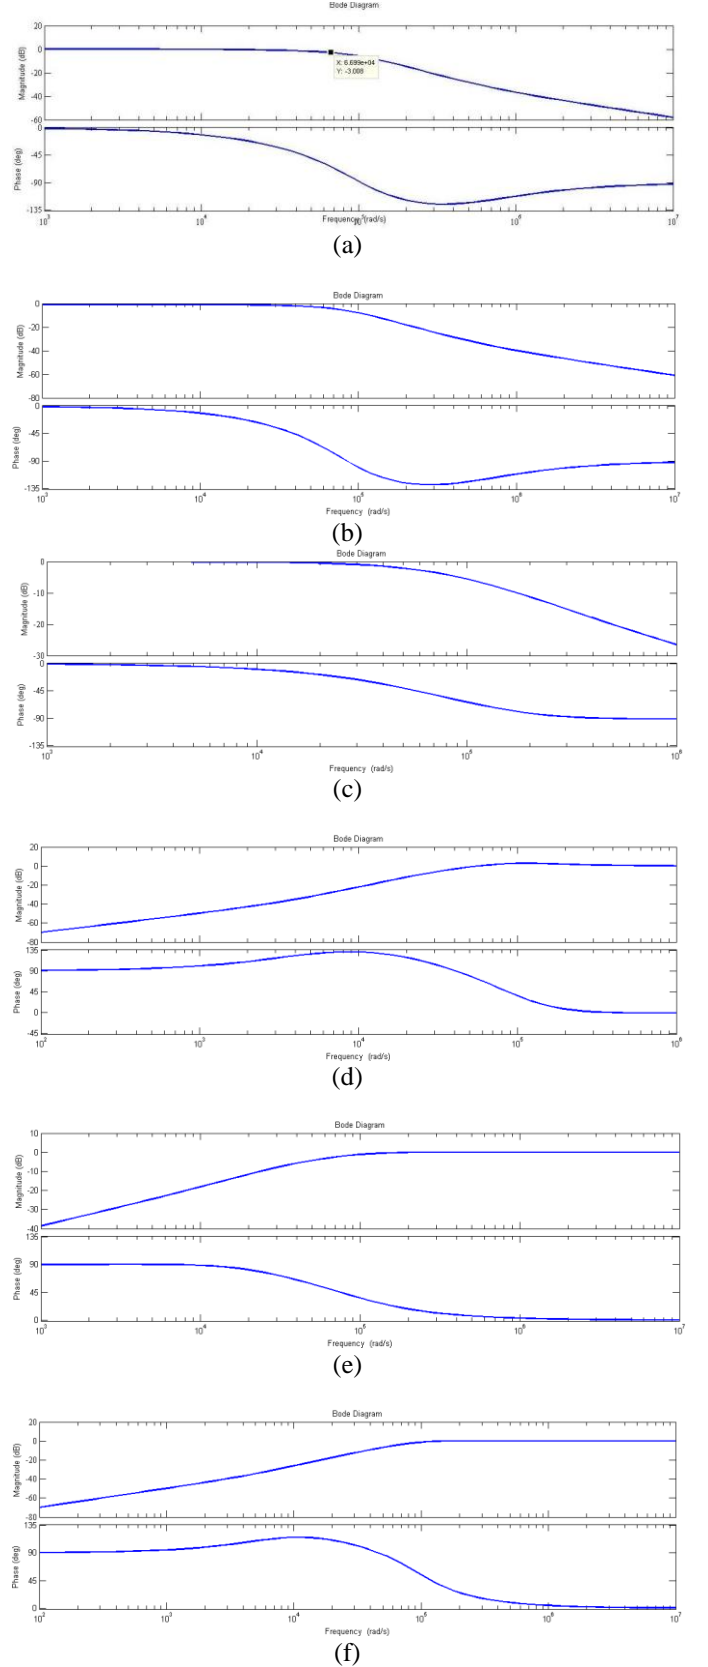 Bode Diagram
Magnitude (dB)
20
0
-20
-40
-60
X: 6.699e+04
Y: -3.008
Phase (deg)
0
-45
-90
-135
10^3 10^4 10^5 10^6 10^7
Frequency (rad/s)
(a)
Bode Diagram
Magnitude (dB)
0
-20
-40
-60
-80
Phase (deg)
0
-45
-90
-135
10^3 10^4 10^5 10^6 10^7
Frequency (rad/s)
(b)
Bode Diagram
Magnitude (dB)
0
-10
-20
-30
Phase (deg)
0
-45
-90
-135
10^3 10^4 10^5 10^6
Frequency (rad/s)
(c)
Bode Diagram
Magnitude (dB)
20
0
-20
-40
-60
-80
Phase (deg)
135
90
45
0
-45
10^2 10^3 10^4 10^5 10^6
Frequency (rad/s)
(d)
Bode Diagram
Magnitude (dB)
10
0
-10
-20
-30
-40
Phase (deg)
135
90
45
0
10^3 10^4 10^5 10^6 10^7
Frequency (rad/s)
(e)
Bode Diagram
Magnitude (dB)
20
0
-20
-40
-60
-80
Phase (deg)
135
90
45
0
10^2 10^3 10^4 10^5 10^6 10^7
Frequency (rad/s)
(f)